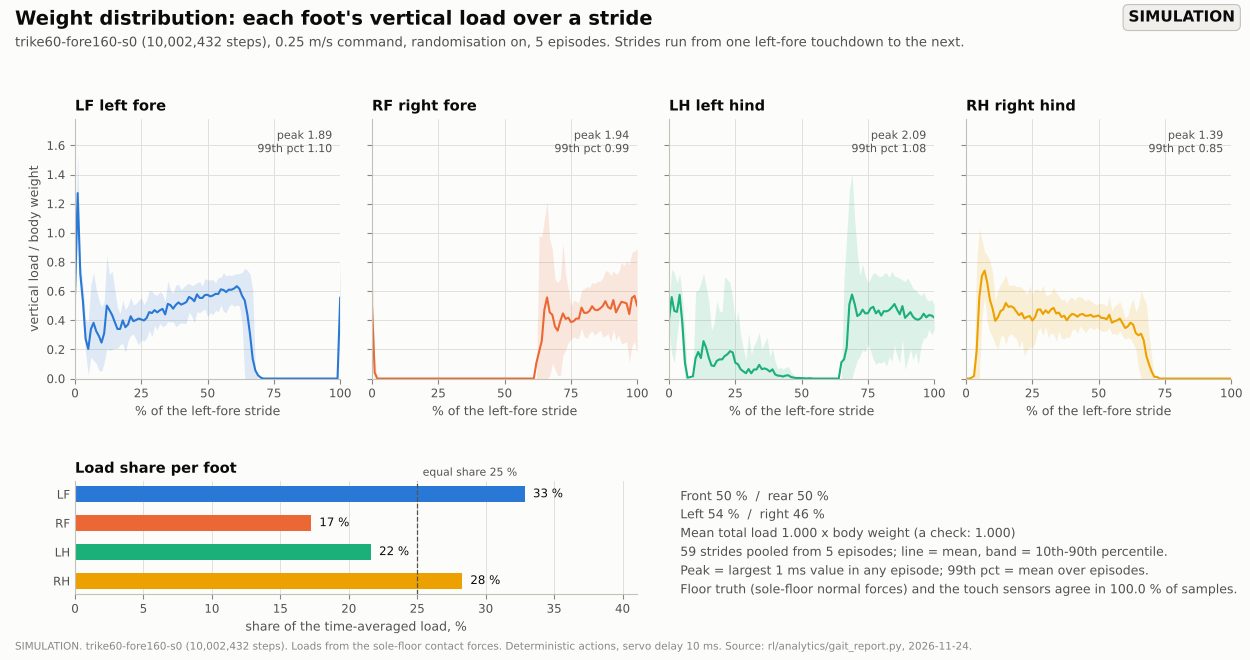 Weight distribution: each foot's vertical load over a stride
SIMULATION
trike60-fore160-s0 (10,002,432 steps), 0.25 m/s command, randomisation on, 5 episodes. Strides run from one left-fore touchdown to the next.
LF left fore
RF right fore
LH left hind
RH right hind
peak 1.89
99th pct 1.10
peak 1.94
99th pct 0.99
peak 2.09
99th pct 1.08
peak 1.39
99th pct 0.85
vertical load / body weight
1.6
1.4
1.2
1.0
0.8
0.6
0.4
0.2
0.0
0 25 50 75 100
0 25 50 75 100
0 25 50 75 100
0 25 50 75 100
% of the left-fore stride
% of the left-fore stride
% of the left-fore stride
% of the left-fore stride
Load share per foot
equal share 25 %
LF 33 %
RF 17 %
LH 22 %
RH 28 %
0 5 10 15 20 25 30 35 40
share of the time-averaged load, %
Front 50 % / rear 50 %
Left 54 % / right 46 %
Mean total load 1.000 x body weight (a check: 1.000)
59 strides pooled from 5 episodes; line = mean, band = 10th-90th percentile.
Peak = largest 1 ms value in any episode; 99th pct = mean over episodes.
Floor truth (sole-floor normal forces) and the touch sensors agree in 100.0 % of samples.
SIMULATION. trike60-fore160-s0 (10,002,432 steps). Loads from the sole-floor contact forces. Deterministic actions, servo delay 10 ms. Source: rl/analytics/gait_report.py, 2026-11-24.